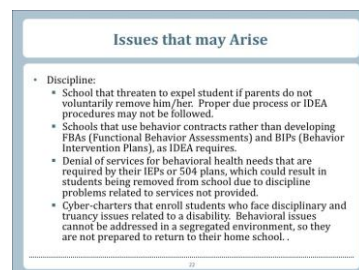 Issues that may Arise
• Discipline:
▪ School that threaten to expel student if parents do not
voluntarily remove him/her. Proper due process or IDEA
procedures may not be followed.
▪ Schools that use behavior contracts rather than developing
FBAs (Functional Behavior Assessments) and BIPs (Behavior
Intervention Plans), as IDEA requires.
▪ Denial of services for behavioral health needs that are
required by their IEPs or 504 plans, which could result in
students being removed from school due to discipline
problems related to services not provided.
▪ Cyber-charters that enroll students who face disciplinary and
truancy issues related to a disability. Behavioral issues
cannot be addressed in a segregated environment, so they
are not prepared to return to their home school. .